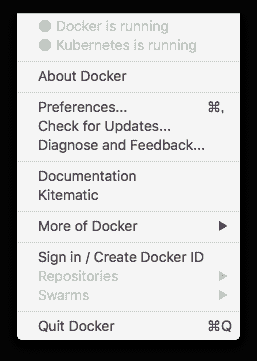 Docker is running
Kubernetes is running
About Docker
Preferences... ⌘,
Check for Updates...
Diagnose and Feedback...
Documentation
Kitematic
More of Docker ▶
Sign in / Create Docker ID
Repositories ▶
Swarms ▶
Quit Docker ⌘Q